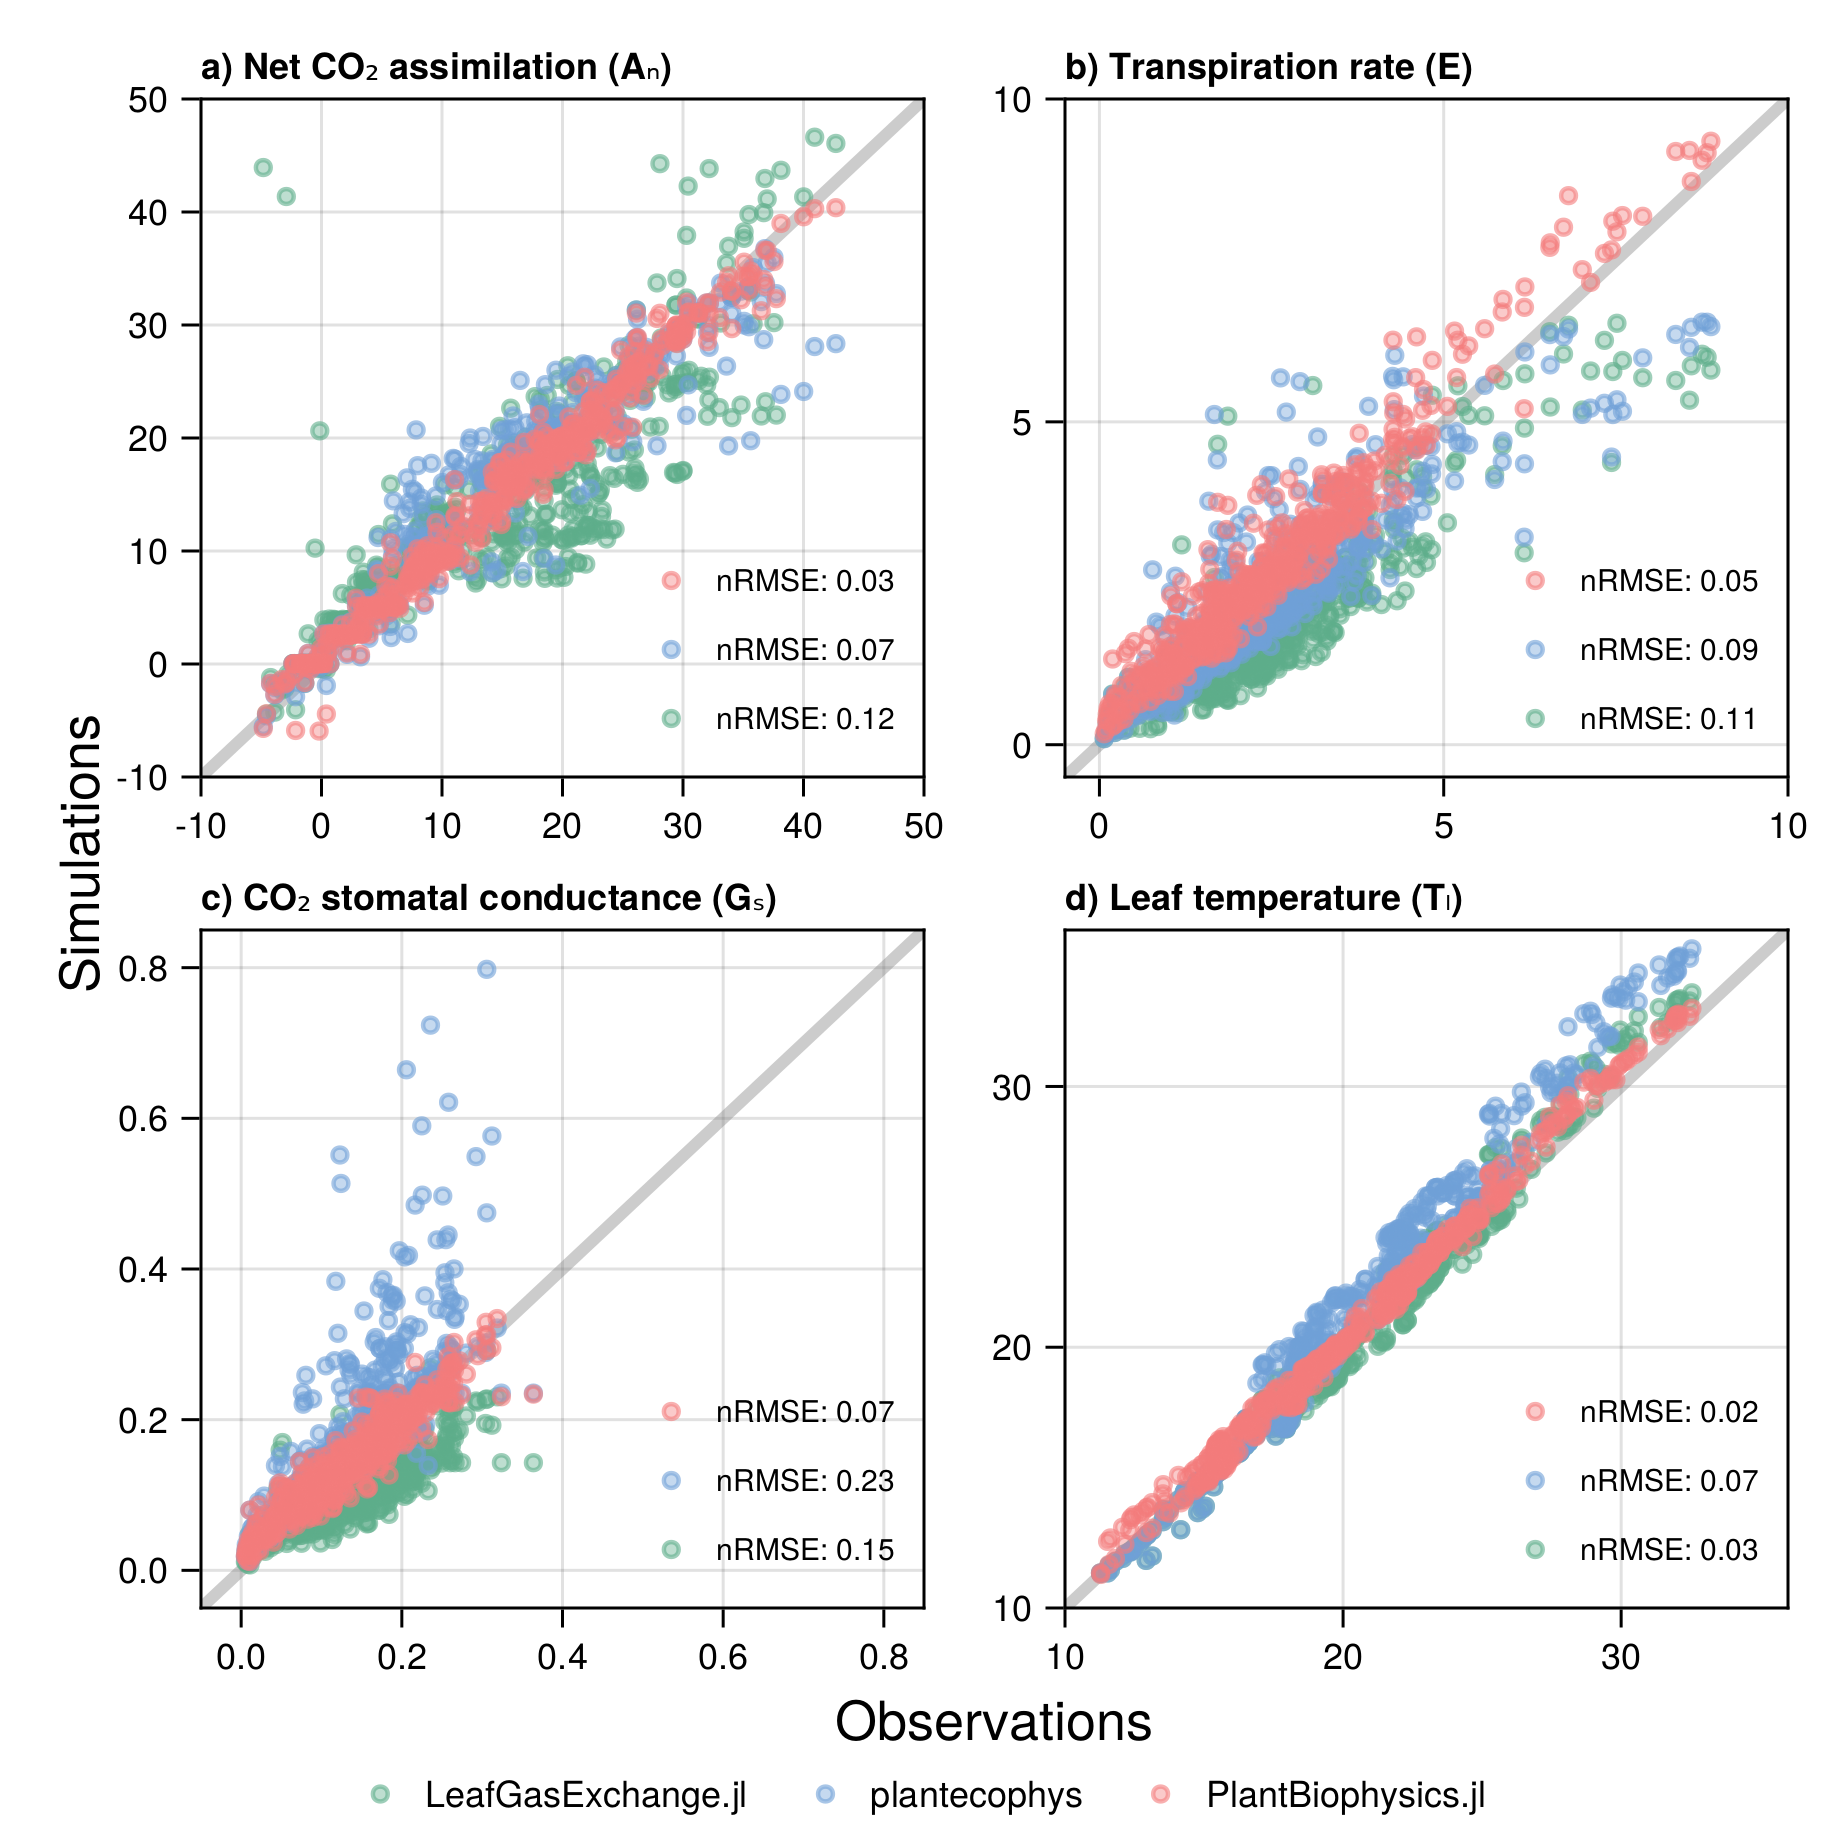 a) Net CO₂ assimilation (Aₙ)
50
40
30
20
10
0
-10
-10 0 10 20 30 40 50
nRMSE: 0.03
nRMSE: 0.07
nRMSE: 0.12
b) Transpiration rate (E)
10
5
0
0 5 10
nRMSE: 0.05
nRMSE: 0.09
nRMSE: 0.11
Simulations
c) CO₂ stomatal conductance (Gₛ)
0.8
0.6
0.4
0.2
0.0
0.0 0.2 0.4 0.6 0.8
nRMSE: 0.07
nRMSE: 0.23
nRMSE: 0.15
d) Leaf temperature (Tₗ)
30
20
10
10 20 30
nRMSE: 0.02
nRMSE: 0.07
nRMSE: 0.03
Observations
LeafGasExchange.jl plantecophys PlantBiophysics.jl